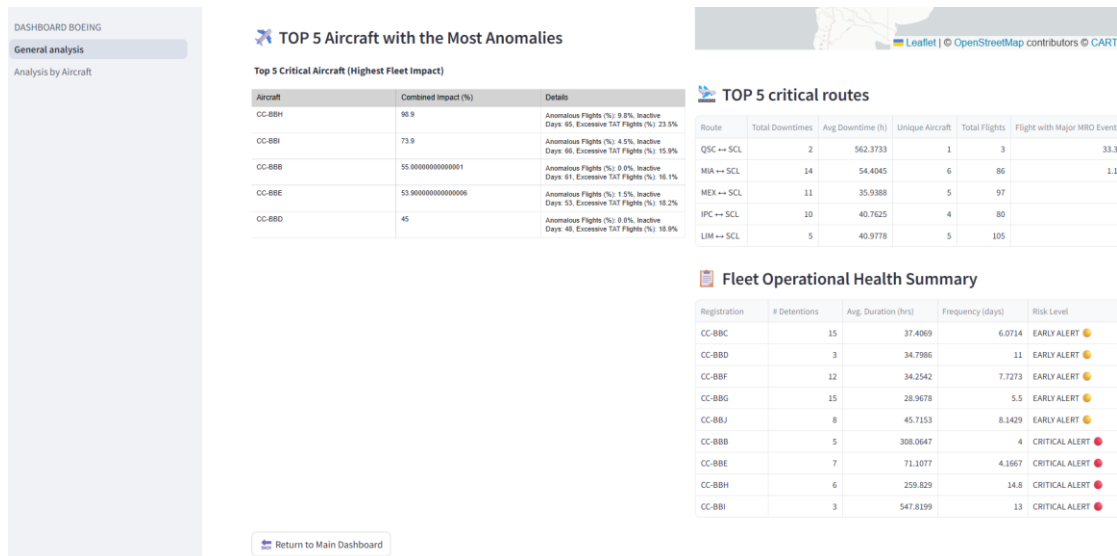 DASHBOARD BOEING
General analysis
Analysis by Aircraft
TOP 5 Aircraft with the Most Anomalies
Top 5 Critical Aircraft (Highest Fleet Impact)
Aircraft Combined Impact (%) Details
CC-BBH 98.9 Anomalous Flights (%): 9.8%, Inactive
Days: 65, Excessive TAT Flights (%): 23.5%
CC-BBI 73.9 Anomalous Flights (%): 4.5%, Inactive
Days: 66, Excessive TAT Flights (%): 15.9%
CC-BBB 55.00000000000001 Anomalous Flights (%): 0.0%, Inactive
Days: 61, Excessive TAT Flights (%): 16.1%
CC-BBE 53.900000000000006 Anomalous Flights (%): 1.5%, Inactive
Days: 53, Excessive TAT Flights (%): 18.2%
CC-BBD 45 Anomalous Flights (%): 0.0%, Inactive
Days: 48, Excessive TAT Flights (%): 18.9%
Return to Main Dashboard
Leaflet | © OpenStreetMap contributors © CART
TOP 5 critical routes
Route Total Downtimes Avg Downtime (h) Unique Aircraft Total Flights Flight with Major MRO Event
QSC ↔ SCL 2 562.3733 1 3 33.3
MIA ↔ SCL 14 54.4045 6 86 1.1
MEX ↔ SCL 11 35.9388 5 97
IPC ↔ SCL 10 40.7625 4 80
LIM ↔ SCL 5 40.9778 5 105
Fleet Operational Health Summary
Registration # Detentions Avg. Duration (hrs) Frequency (days) Risk Level
CC-BBC 15 37.4069 6.0714 EARLY ALERT
CC-BBD 3 34.7986 11 EARLY ALERT
CC-BBF 12 34.2542 7.7273 EARLY ALERT
CC-BBG 15 28.9678 5.5 EARLY ALERT
CC-BBJ 8 45.7153 8.1429 EARLY ALERT
CC-BBB 5 308.0647 4 CRITICAL ALERT
CC-BBE 7 71.1077 4.1667 CRITICAL ALERT
CC-BBH 6 259.829 14.8 CRITICAL ALERT
CC-BBI 3 547.8199 13 CRITICAL ALERT